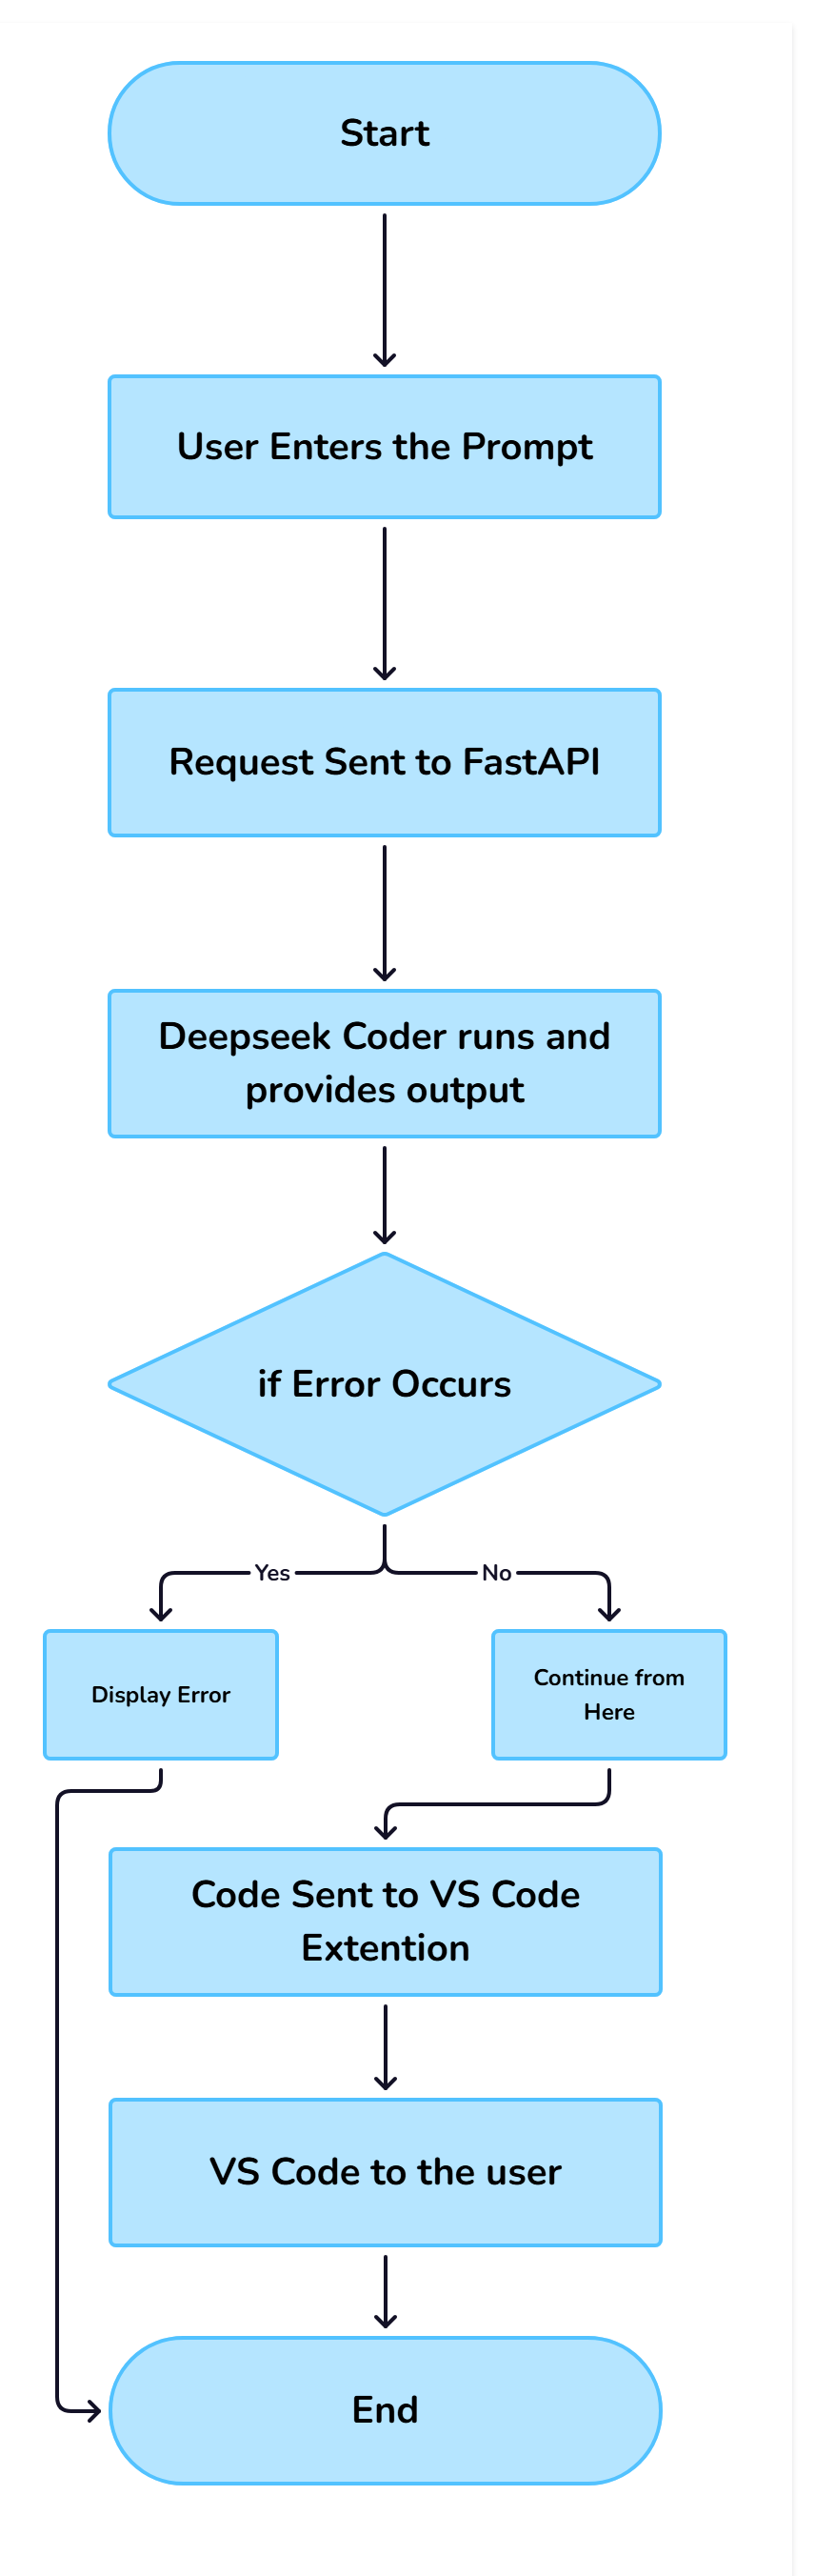 Start
User Enters the Prompt
Request Sent to FastAPI
Deepseek Coder runs and
provides output
if Error Occurs
Yes
No
Display Error
Continue from
Here
Code Sent to VS Code
Extention
VS Code to the user
End